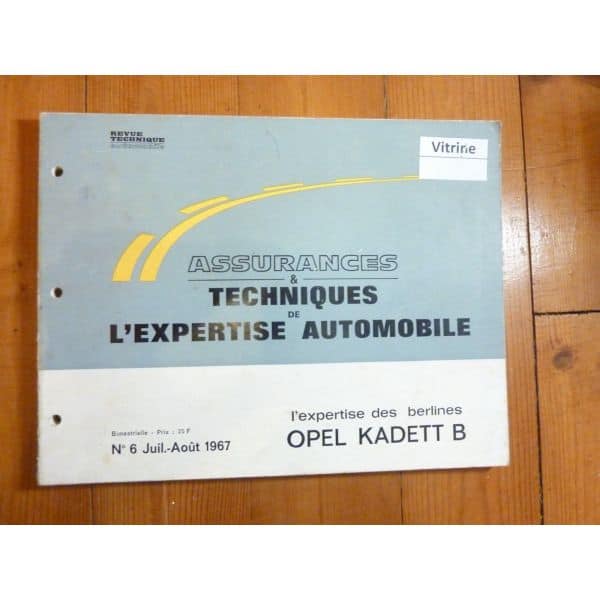 REVUE
TECHNIQUE
automobile
Vitrine
ASSURANCES
&
TECHNIQUES
DE
L'EXPERTISE AUTOMOBILE
l'expertise des berlines
OPEL KADETT B
Bimestrielle - Prix : 25 F
N° 6 Juil.-Août 1967